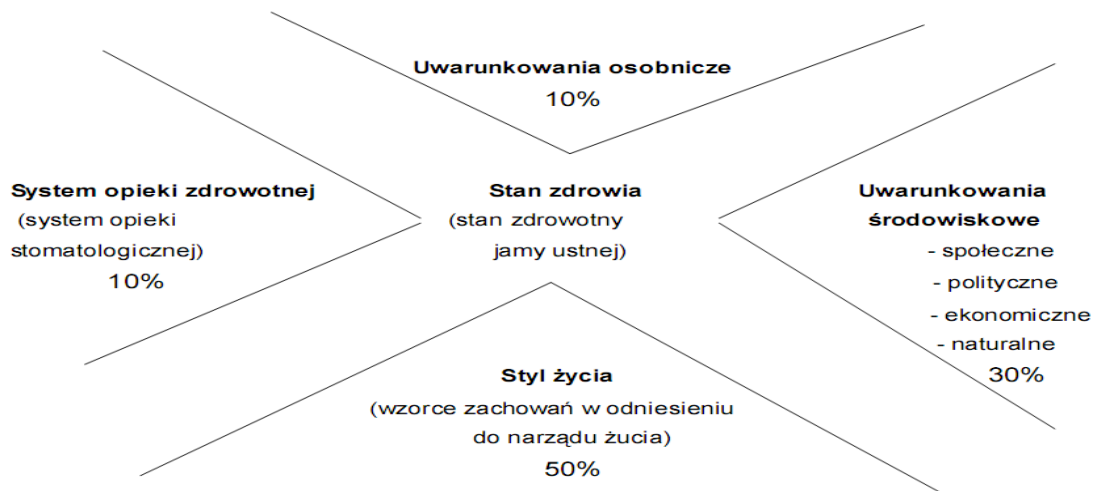 Uwarunkowania osobnicze
10%
System opieki zdrowotnej
(system opieki
stomatologicznej)
10%
Stan zdrowia
(stan zdrowotny
jamy ustnej)
Uwarunkowania
środowiskowe
- społeczne
- polityczne
- ekonomiczne
- naturalne
30%
Styl życia
(wzorce zachowań w odniesieniu
do narządu żucia)
50%